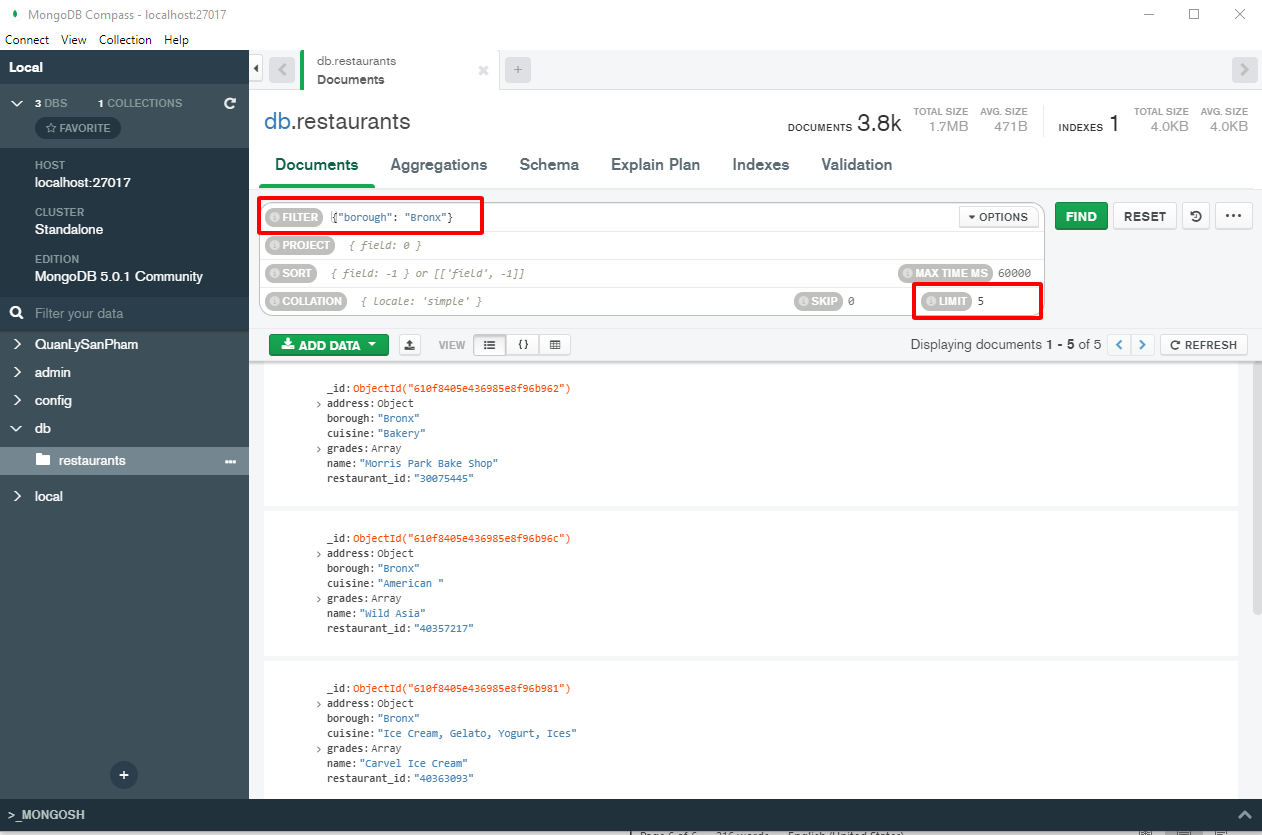 MongoDB Compass - localhost:27017
Connect View Collection Help
Local
3 DBS 1 COLLECTIONS
FAVORITE
HOST
localhost:27017
CLUSTER
Standalone
EDITION
MongoDB 5.0.1 Community
Filter your data
QuanLySanPham
admin
config
db
restaurants
local
>_MONGOSH
db.restaurants
Documents
db.restaurants
DOCUMENTS 3.8k
TOTAL SIZE
1.7MB
AVG. SIZE
471B
INDEXES 1
TOTAL SIZE
4.0KB
AVG. SIZE
4.0KB
Documents Aggregations Schema Explain Plan Indexes Validation
FILTER {"borough": "Bronx"} OPTIONS FIND RESET
PROJECT { field: 0 }
SORT { field: -1 } or [['field', -1]] MAX TIME MS 60000
COLLATION { locale: 'simple' } SKIP 0 LIMIT 5
ADD DATA VIEW {} Displaying documents 1 - 5 of 5 REFRESH
_id: ObjectId("610f8405e436985e8f96b962")
address: Object
borough: "Bronx"
cuisine: "Bakery"
grades: Array
name: "Morris Park Bake Shop"
restaurant_id: "30075445"
_id: ObjectId("610f8405e436985e8f96b96c")
address: Object
borough: "Bronx"
cuisine: "American "
grades: Array
name: "Wild Asia"
restaurant_id: "40357217"
_id: ObjectId("610f8405e436985e8f96b981")
address: Object
borough: "Bronx"
cuisine: "Ice Cream, Gelato, Yogurt, Ices"
grades: Array
name: "Carvel Ice Cream"
restaurant_id: "40363093"